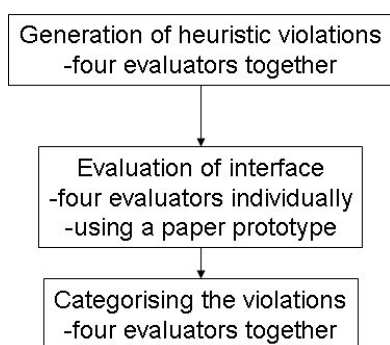 Generation of heuristic violations
-four evaluators together
Evaluation of interface
-four evaluators individually
-using a paper prototype
Categorising the violations
-four evaluators together